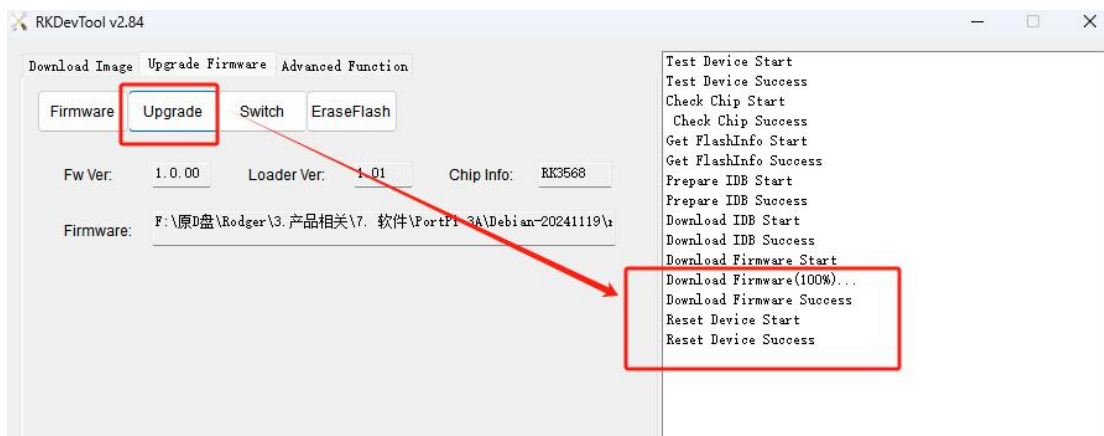 RKDevTool v2.84
Download Image Upgrade Firmware Advanced Function
Firmware Upgrade Switch EraseFlash
Fw Ver: 1.0.00 Loader Ver: 1.01 Chip Info: RK3568
Firmware: F:\原D盘\Rodger\3.产品相关\7. 软件\PortPi-3A\Debian-20241119\r
Test Device Start
Test Device Success
Check Chip Start
Check Chip Success
Get FlashInfo Start
Get FlashInfo Success
Prepare IDB Start
Prepare IDB Success
Download IDB Start
Download IDB Success
Download Firmware Start
Download Firmware(100%)...
Download Firmware Success
Reset Device Start
Reset Device Success